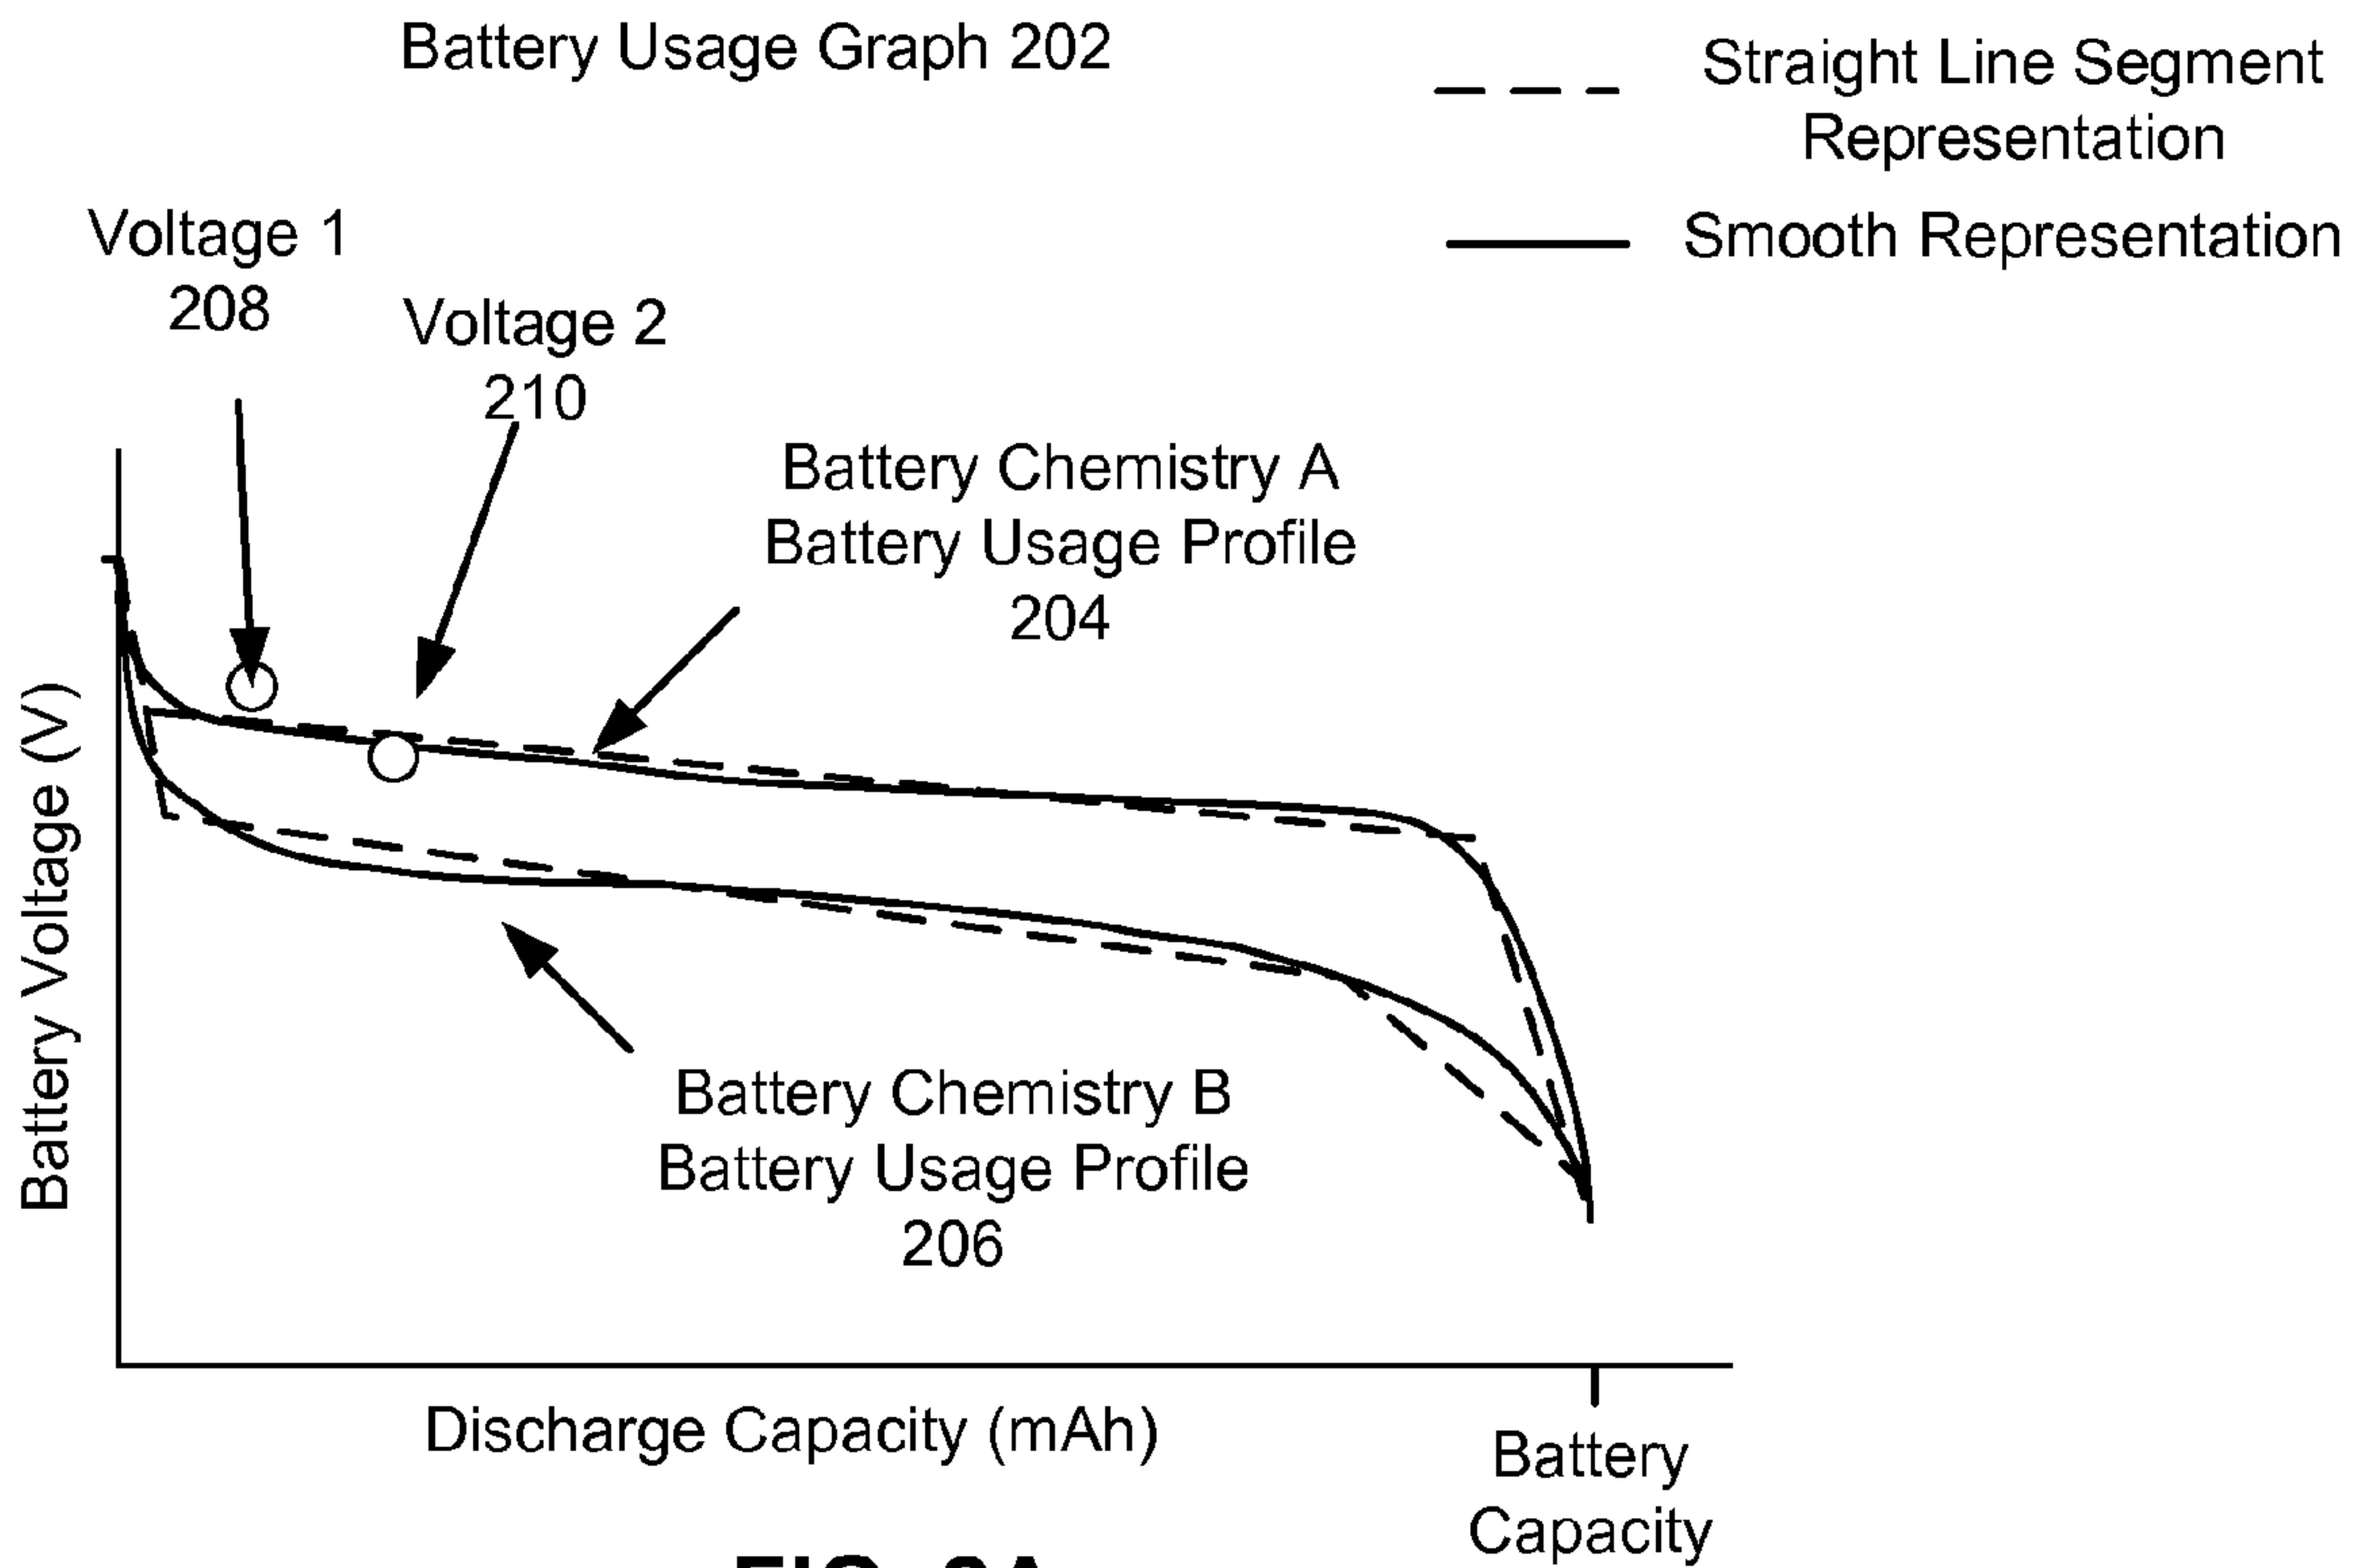 Battery Usage Graph 202
Straight Line Segment
Representation
Smooth Representation
Voltage 1
208
Voltage 2
210
Battery Chemistry A
Battery Usage Profile
204
Battery Voltage (V)
Battery Chemistry B
Battery Usage Profile
206
Discharge Capacity (mAh)
Battery
Capacity